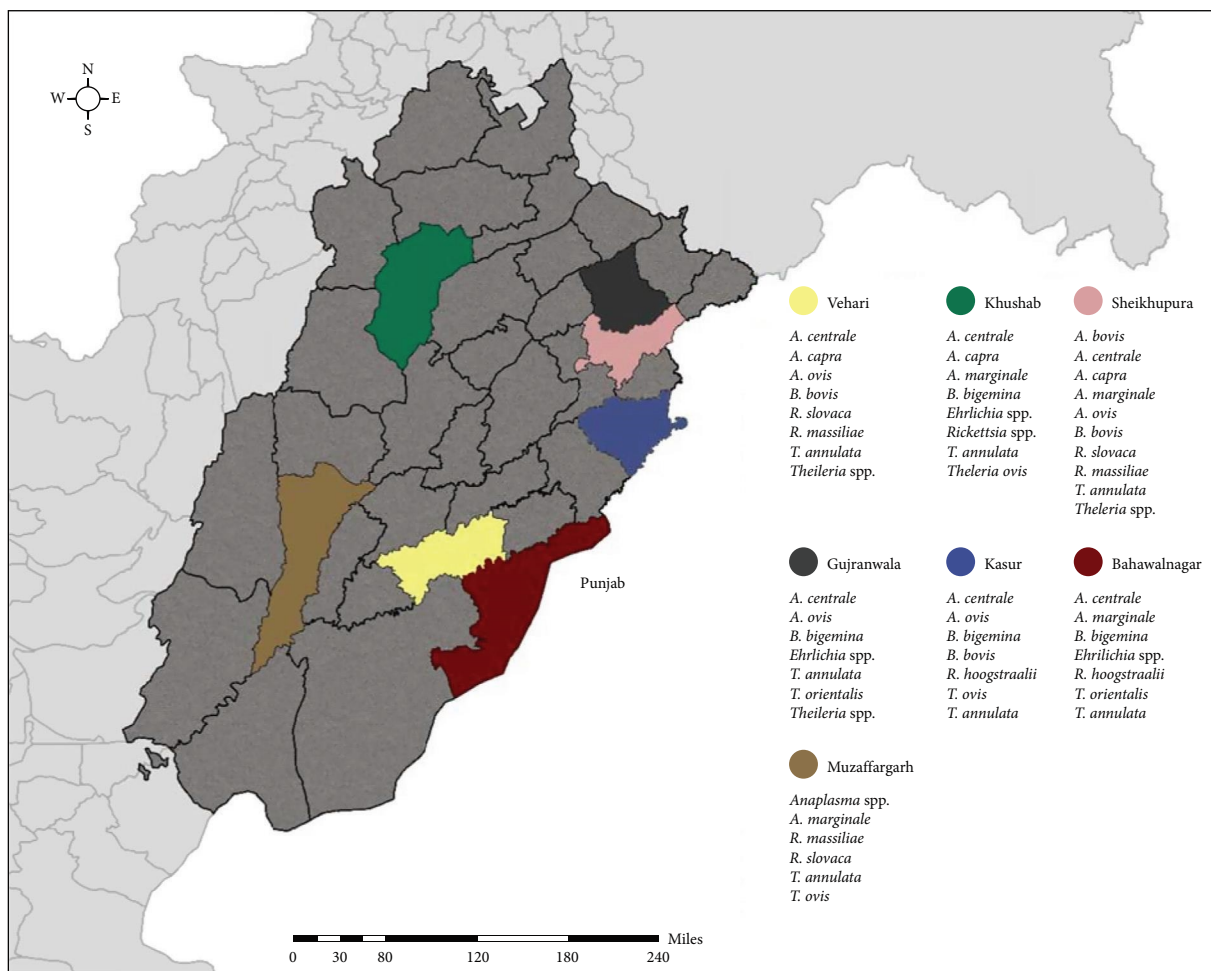 N
W E
S
Punjab
Vehari
A. centrale
A. capra
A. ovis
B. bovis
R. slovaca
R. massiliae
T. annulata
Theileria spp.
Khushab
A. centrale
A. capra
A. marginale
B. bigemina
Ehrlichia spp.
Rickettsia spp.
T. annulata
Theleria ovis
Sheikhupura
A. bovis
A. centrale
A. capra
A. marginale
A. ovis
B. bovis
R. slovaca
R. massiliae
T. annulata
Theleria spp.
Gujranwala
A. centrale
A. ovis
B. bigemina
Ehrlichia spp.
T. annulata
T. orientalis
Theileria spp.
Kasur
A. centrale
A. ovis
B. bigemina
B. bovis
R. hoogstraalii
T. ovis
T. annulata
Bahawalnagar
A. centrale
A. marginale
B. bigemina
Ehrilichia spp.
R. hoogstraalii
T. orientalis
T. annulata
Muzaffargarh
Anaplasma spp.
A. marginale
R. massiliae
R. slovaca
T. annulata
T. ovis
Miles
0 30 80 120 180 240